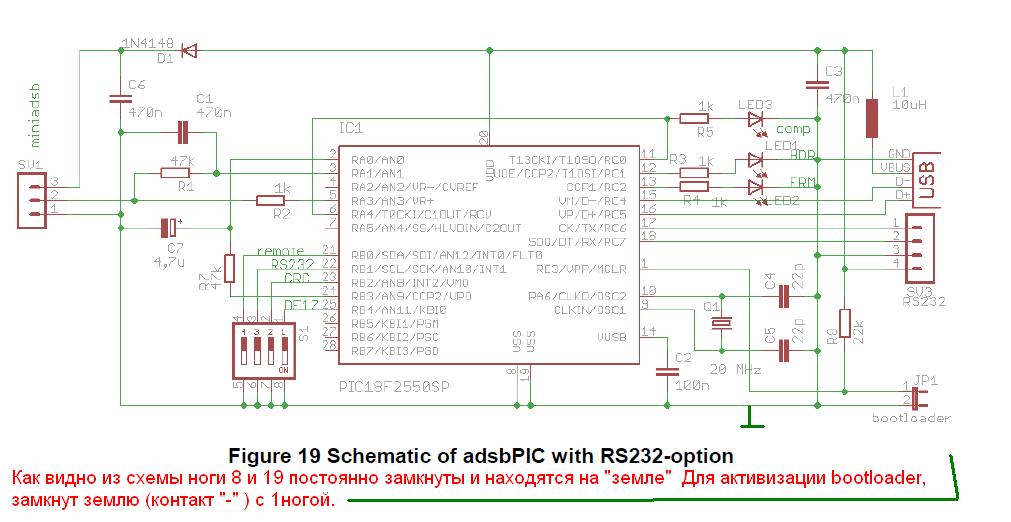 1N4148
D1
C6
470n
C1
470n
miniadsb
SV1
3
2
1
47k
R1
1k
R2
C7
4,7u
+
R7
47k
IC1
20
VDD
2 RA0/AN0
3 RA1/AN1
4 RA2/AN2/VR-/CVREF
5 RA3/AN3/VR+
6 RA4/T0CKI/C1OUT/RCV
7 RA5/AN4/SS/HLVDIN/C2OUT
21 RB0/SDA/SDI/AN12/INT0/FLT0
22 RB1/SCL/SCK/AN10/INT1
23 RB2/AN8/INT2/VMO
24 RB3/AN9/CCP2/VPO
25 RB4/AN11/KBI0
26 RB5/KBI1/PGM
27 RB6/KBI2/PGC
28 RB7/KBI3/PGD
T13CKI/T1OSO/RC0 11
UOE/CCP2/T1OSI/RC1 12
CCP1/RC2 13
VM/D-/RC4 15
VP/D+/RC5 16
CK/TX/RC6 17
SDO/DT/RX/RC7 18
RE3/VPP/MCLR 1
RA6/CLKO/OSC2 10
CLKIN/OSC1 9
VUSB 14
VSS
VSS
8
19
PIC18F2550SP
remote
RS232
CRC
DF17
4 3 2 1
4 3 2 1
ON
5 6 7 8
S1
1k
R5
R3
1k
R4 1k
LED3
comp
LED1
HDR
FRM
LED2
C3
470n
L1
10uH
GND
VBUS
D-
D+
USB
1
2
3
4
SV3
RS232
C4
22p
Q1
20 MHz
C5
22p
C2
100n
R8
22k
JP1
1
2
bootloader
Figure 19 Schematic of adsbPIC with RS232-option
Как видно из схемы ноги 8 и 19 постоянно замкнуты и находятся на "земле" Для активизации bootloader,
замкнут землю (контакт "-" ) с 1ногой.